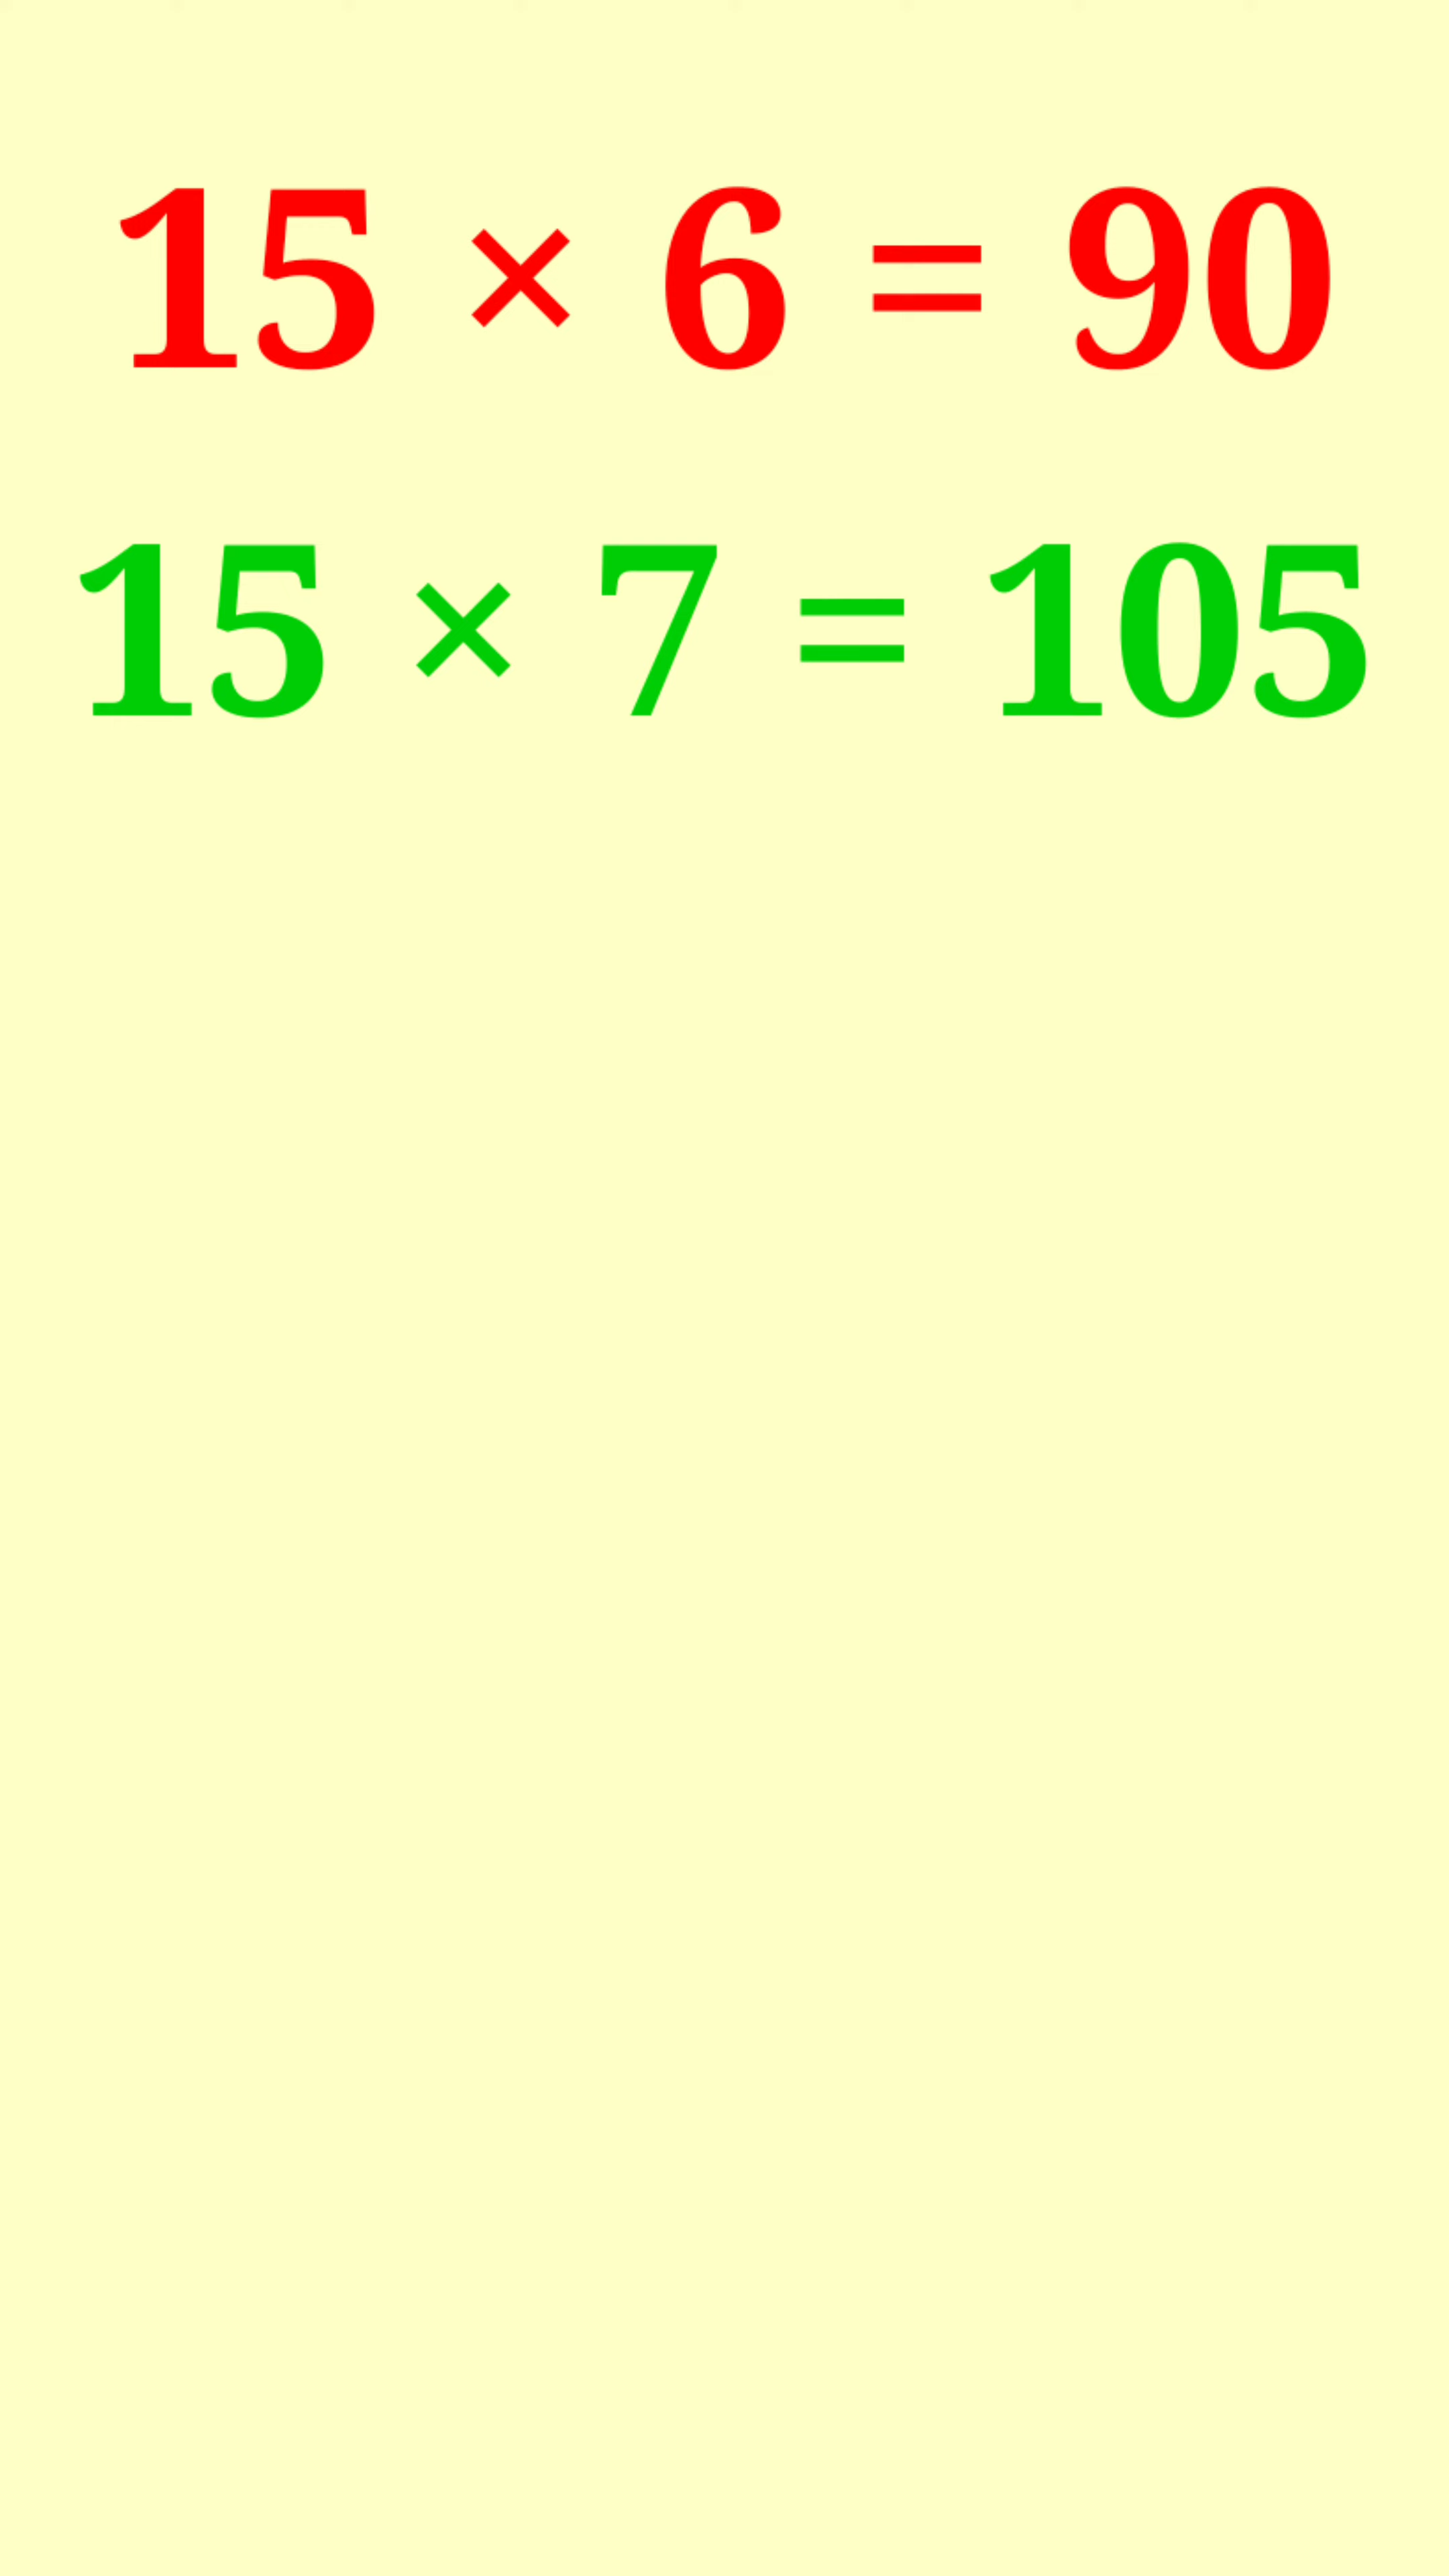 15 × 6 = 90
15 × 7 = 105